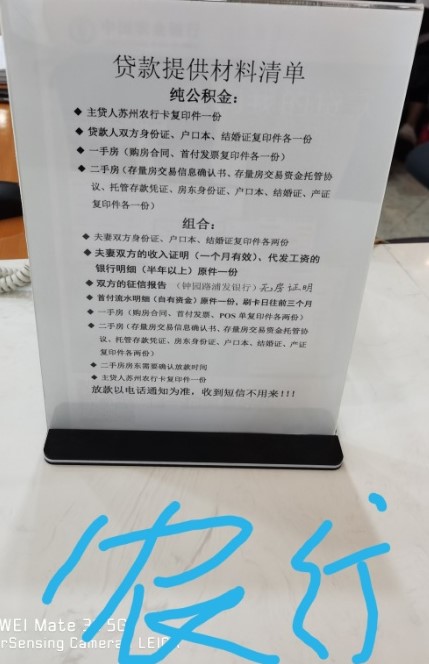 贷款提供材料清单
纯公积金：
◆ 主贷人苏州农行卡复印件一份
◆ 贷款人双方身份证、户口本、结婚证复印件各一份
◆ 一手房（购房合同、首付发票复印件各一份）
◆ 二手房（存量房交易信息确认书、存量房交易资金托管协
议、托管存款凭证、房东身份证、户口本、结婚证、产证
复印件各一份）
组合：
◆ 夫妻双方身份证、户口本、结婚证复印件各两份
◆ 夫妻双方的收入证明（一个月有效）、代发工资的
银行明细（半年以上）原件一份
◆ 双方的征信报告（钟园路浦发银行）无房证明
◆ 首付流水明细（自有资金）原件一份，刷卡日往前三个月
◆ 一手房（购房合同、首付发票、POS 单复印件各两份）
◆ 二手房（存量房交易信息确认书、存量房交易资金托管协
议、托管存款凭证、房东身份证、户口本、结婚证、产证
复印件各两份）
◆ 二手房房东需要确认放款时间
◆ 主贷人苏州农行卡复印件一份
放款以电话通知为准，收到短信不用来!!!
农行
WEI Mate 5G
rSensing Camera LEI